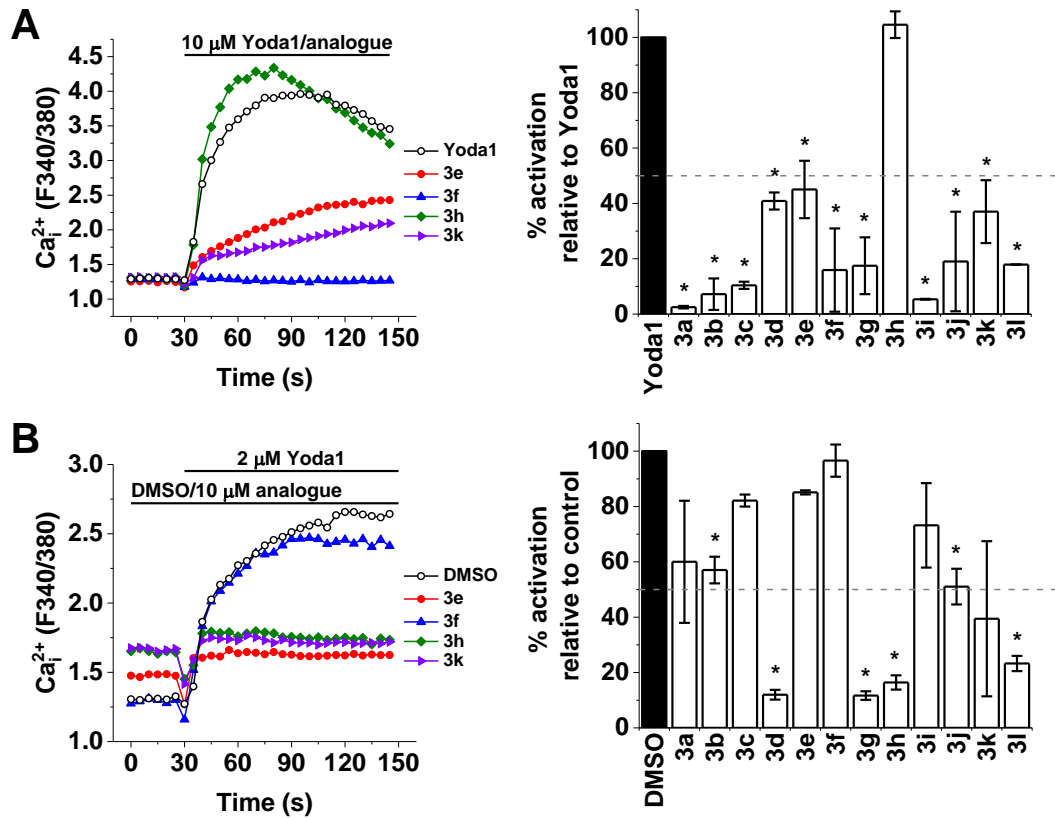 A
10 μM Yoda1/analogue
Ca²⁺ᵢ (F340/380)
4.5
4.0
3.5
3.0
2.5
2.0
1.5
1.0
0 30 60 90 120 150
Time (s)
Yoda1
3e
3f
3h
3k
% activation
relative to Yoda1
100
80
60
40
20
0
* * * * * * * * * * *
Yoda1 3a 3b 3c 3d 3e 3f 3g 3h 3i 3j 3k 3l
B
2 μM Yoda1
DMSO/10 μM analogue
Ca²⁺ᵢ (F340/380)
3.0
2.5
2.0
1.5
1.0
0 30 60 90 120 150
Time (s)
DMSO
3e
3f
3h
3k
% activation
relative to control
100
80
60
40
20
0
* * * * * *
DMSO 3a 3b 3c 3d 3e 3f 3g 3h 3i 3j 3k 3l